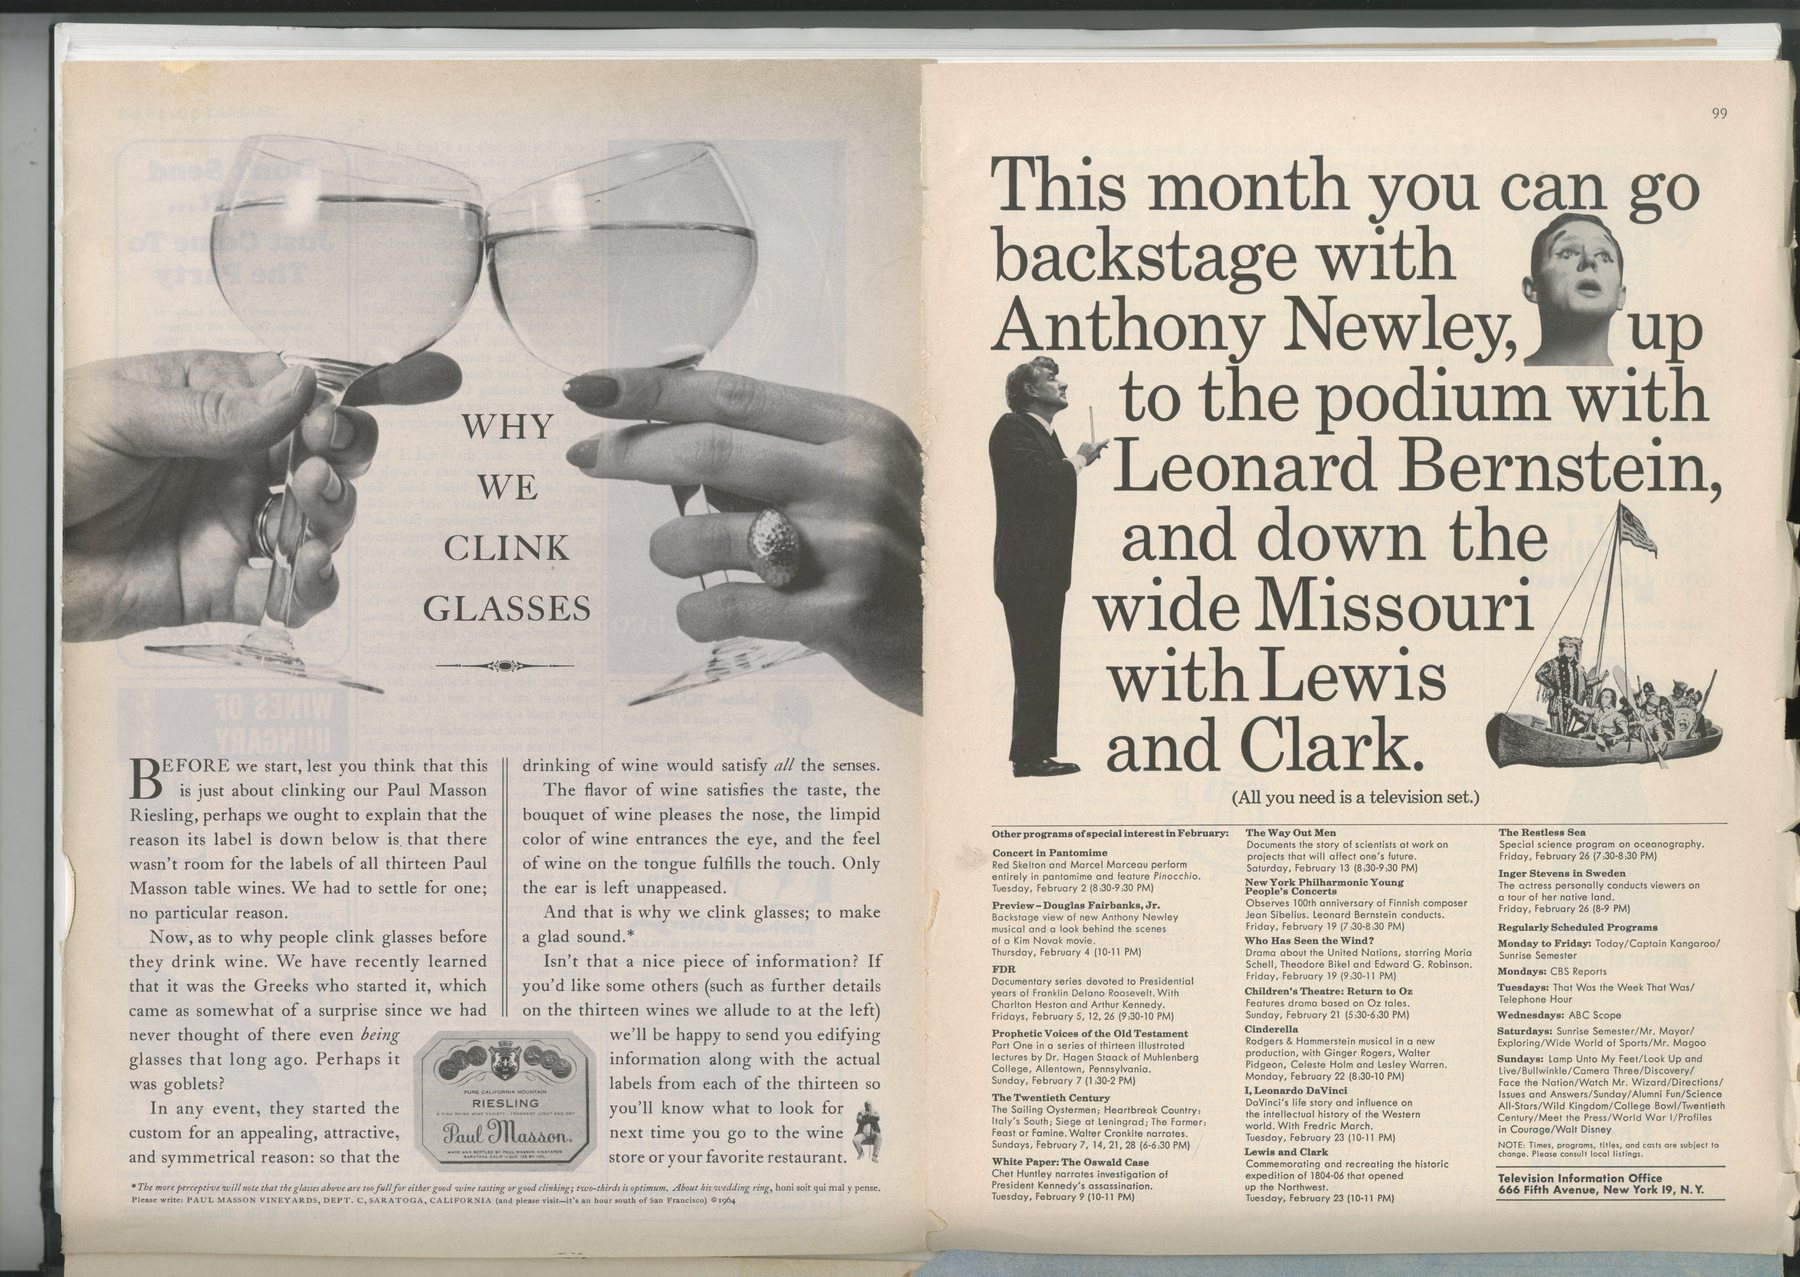 WHY
WE
CLINK
GLASSES
BEFORE we start, lest you think that this
is just about clinking our Paul Masson
Riesling, perhaps we ought to explain that the
reason its label is down below is that there
wasn't room for the labels of all thirteen Paul
Masson table wines. We had to settle for one;
no particular reason.
Now, as to why people clink glasses before
they drink wine. We have recently learned
that it was the Greeks who started it, which
came as somewhat of a surprise since we had
never thought of there even being
glasses that long ago. Perhaps it
was goblets?
In any event, they started the
custom for an appealing, attractive,
and symmetrical reason: so that the
PURE CALIFORNIA MOUNTAIN
RIESLING
Paul Masson.
MADE AND BOTTLED BY PAUL MASSON VINEYARDS
drinking of wine would satisfy all the senses.
The flavor of wine satisfies the taste, the
bouquet of wine pleases the nose, the limpid
color of wine entrances the eye, and the feel
of wine on the tongue fulfills the touch. Only
the ear is left unappeased.
And that is why we clink glasses; to make
a glad sound.*
Isn't that a nice piece of information? If
you'd like some others (such as further details
on the thirteen wines we allude to at the left)
we'll be happy to send you edifying
information along with the actual
labels from each of the thirteen so
you'll know what to look for
next time you go to the wine
store or your favorite restaurant.
*The more perceptive will note that the glasses above are too full for either good wine tasting or good clinking; two-thirds is optimum. About his wedding ring, honi soit qui mal y pense.
Please write: PAUL MASSON VINEYARDS, DEPT. C, SARATOGA, CALIFORNIA (and please visit—it's an hour south of San Francisco) ©1964
99
This month you can go
backstage with
Anthony Newley, up
to the podium with
Leonard Bernstein,
and down the
wide Missouri
with Lewis
and Clark.
(All you need is a television set.)
Other programs of special interest in February:
Concert in Pantomime
Red Skelton and Marcel Marceau perform
entirely in pantomime and feature Pinocchio.
Tuesday, February 2 (8:30-9:30 PM)
Preview–Douglas Fairbanks, Jr.
Backstage view of new Anthony Newley
musical and a look behind the scenes
of a Kim Novak movie.
Thursday, February 4 (10-11 PM)
FDR
Documentary series devoted to Presidential
years of Franklin Delano Roosevelt. With
Charlton Heston and Arthur Kennedy.
Fridays, February 5, 12, 26 (9:30-10 PM)
Prophetic Voices of the Old Testament
Part One in a series of thirteen illustrated
lectures by Dr. Hagen Staack of Muhlenberg
College, Allentown, Pennsylvania.
Sunday, February 7 (1:30-2 PM)
The Twentieth Century
The Sailing Oystermen; Heartbreak Country:
Italy's South; Siege at Leningrad; The Farmer:
Feast or Famine. Walter Cronkite narrates.
Sundays, February 7, 14, 21, 28 (6-6:30 PM)
White Paper: The Oswald Case
Chet Huntley narrates investigation of
President Kennedy's assassination.
Tuesday, February 9 (10-11 PM)
The Way Out Men
Documents the story of scientists at work on
projects that will affect one's future.
Saturday, February 13 (8:30-9:30 PM)
New York Philharmonic Young
People's Concerts
Observes 100th anniversary of Finnish composer
Jean Sibelius. Leonard Bernstein conducts.
Friday, February 19 (7:30-8:30 PM)
Who Has Seen the Wind?
Drama about the United Nations, starring Maria
Schell, Theodore Bikel and Edward G. Robinson.
Friday, February 19 (9:30-11 PM)
Children's Theatre: Return to Oz
Features drama based on Oz tales.
Sunday, February 21 (5:30-6:30 PM)
Cinderella
Rodgers & Hammerstein musical in a new
production, with Ginger Rogers, Walter
Pidgeon, Celeste Holm and Lesley Warren.
Monday, February 22 (8:30-10 PM)
I, Leonardo DaVinci
DaVinci's life story and influence on
the intellectual history of the Western
world. With Fredric March.
Tuesday, February 23 (10-11 PM)
Lewis and Clark
Commemorating and recreating the historic
expedition of 1804-06 that opened
up the Northwest.
Tuesday, February 23 (10-11 PM)
The Restless Sea
Special science program on oceanography.
Friday, February 26 (7:30-8:30 PM)
Inger Stevens in Sweden
The actress personally conducts viewers on
a tour of her native land.
Friday, February 26 (8-9 PM)
Regularly Scheduled Programs
Monday to Friday: Today/Captain Kangaroo/
Sunrise Semester
Mondays: CBS Reports
Tuesdays: That Was the Week That Was/
Telephone Hour
Wednesdays: ABC Scope
Saturdays: Sunrise Semester/Mr. Mayor/
Exploring/Wide World of Sports/Mr. Magoo
Sundays: Lamp Unto My Feet/Look Up and
Live/Bullwinkle/Camera Three/Discovery/
Face the Nation/Watch Mr. Wizard/Directions/
Issues and Answers/Sunday/Alumni Fun/Science
All-Stars/Wild Kingdom/College Bowl/Twentieth
Century/Meet the Press/World War I/Profiles
in Courage/Walt Disney
NOTE: Times, programs, titles, and casts are subject to
change. Please consult local listings.
Television Information Office
666 Fifth Avenue, New York 19, N.Y.